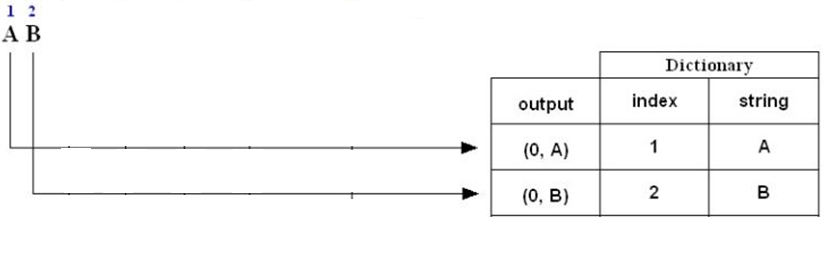 1 2
A B
Dictionary
output index string
(0, A) 1 A
(0, B) 2 B